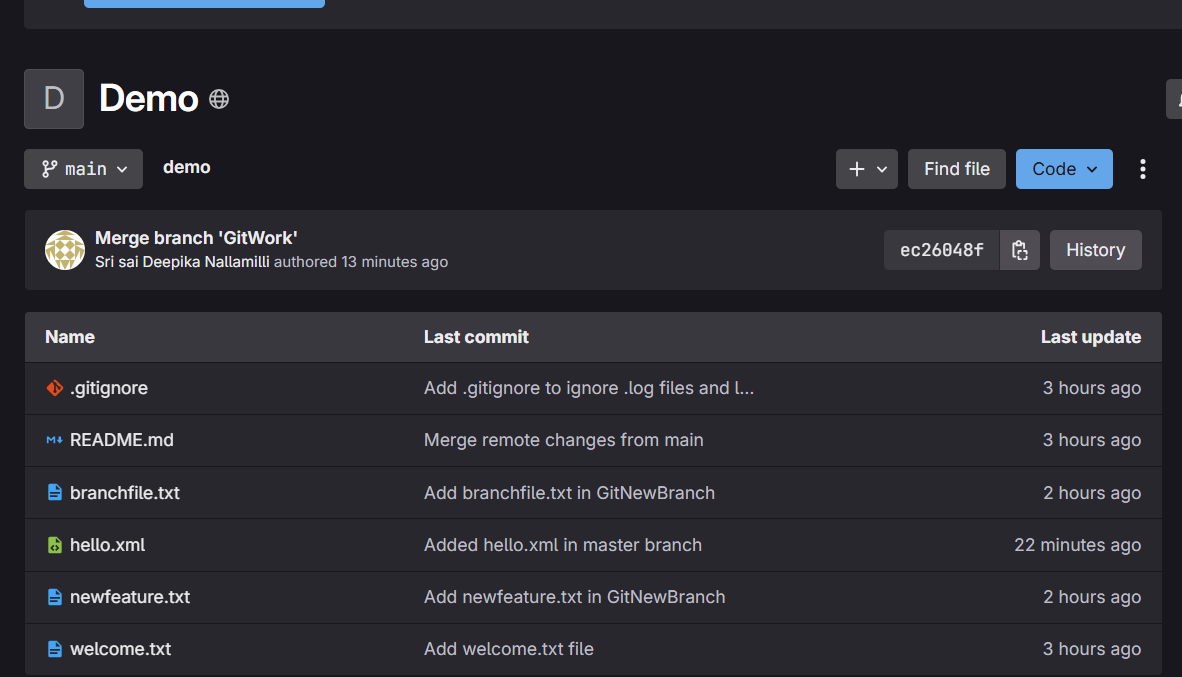 D
Demo
main
demo
Find file
Code
Merge branch 'GitWork'
Sri sai Deepika Nallamilli authored 13 minutes ago
ec26048f
History
Name Last commit Last update
.gitignore Add .gitignore to ignore .log files and l... 3 hours ago
README.md Merge remote changes from main 3 hours ago
branchfile.txt Add branchfile.txt in GitNewBranch 2 hours ago
hello.xml Added hello.xml in master branch 22 minutes ago
newfeature.txt Add newfeature.txt in GitNewBranch 2 hours ago
welcome.txt Add welcome.txt file 3 hours ago